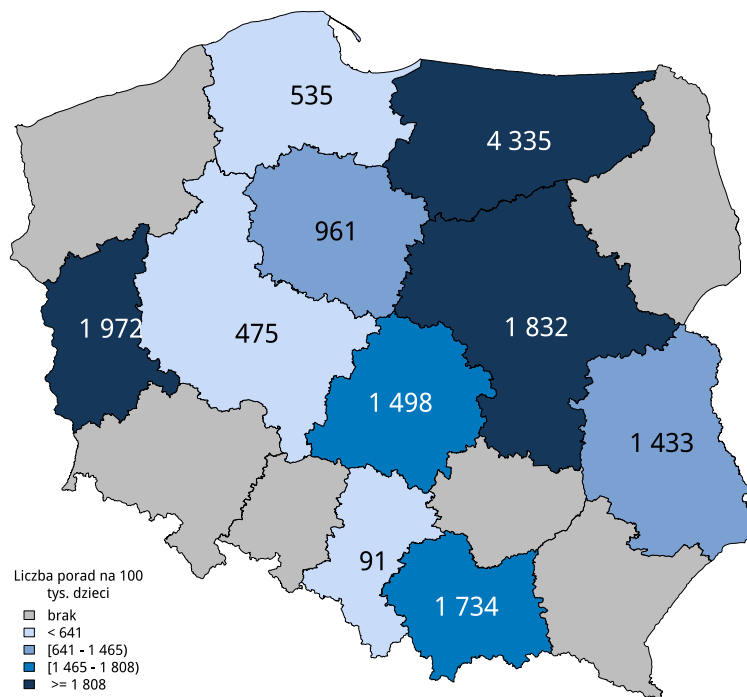 535
4 335
961
1 972
475
1 832
1 498
1 433
91
1 734
Liczba porad na 100
tys. dzieci
brak
< 641
[641 - 1 465)
[1 465 - 1 808)
>= 1 808